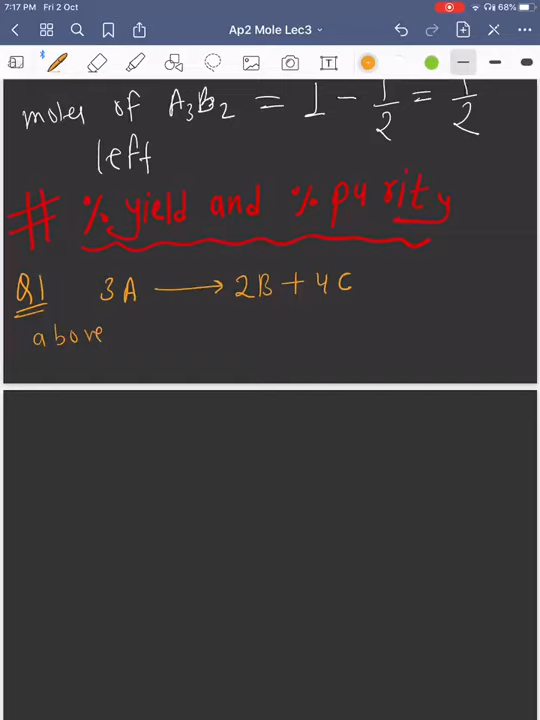 7:17 PM Fri 2 Oct 68%
Ap2 Mole Lec3
moles of A₃B₂ = 1 - 1/2 = 1/2
left
# % yield and % purity
Q1 3A → 2B + 4C
above